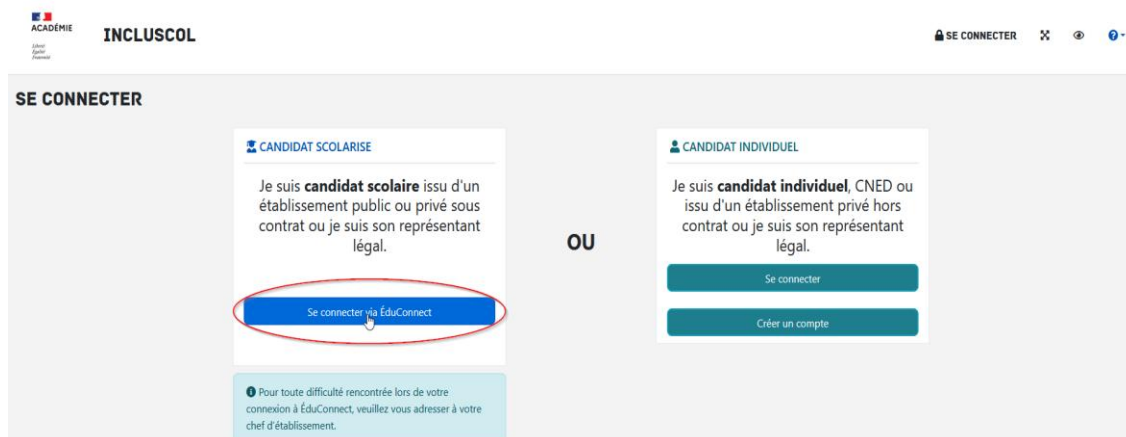 ACADÉMIE
Liberté
Égalité
Fraternité
INCLUSCOL
SE CONNECTER
SE CONNECTER
CANDIDAT SCOLARISE
Je suis candidat scolaire issu d'un
établissement public ou privé sous
contrat ou je suis son représentant
légal.
Se connecter via ÉduConnect
Pour toute difficulté rencontrée lors de votre
connexion à ÉduConnect, veuillez vous adresser à votre
chef d'établissement.
OU
CANDIDAT INDIVIDUEL
Je suis candidat individuel, CNED ou
issu d'un établissement privé hors
contrat ou je suis son représentant
légal.
Se connecter
Créer un compte